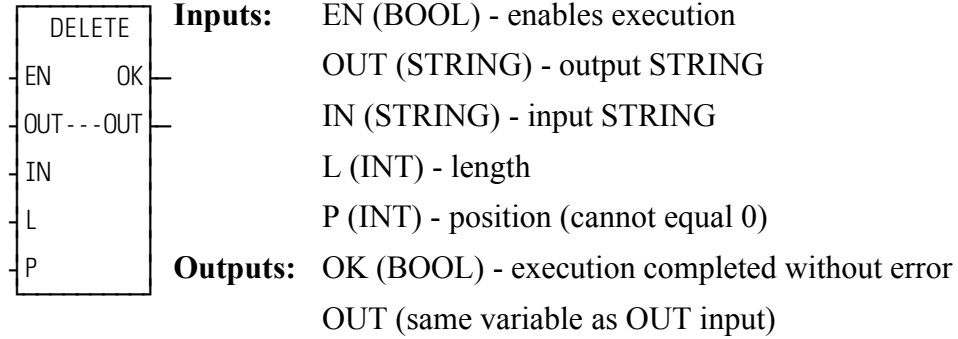 DELETE
EN OK
OUT---OUT
IN
L
P
Inputs: EN (BOOL) - enables execution
OUT (STRING) - output STRING
IN (STRING) - input STRING
L (INT) - length
P (INT) - position (cannot equal 0)
Outputs: OK (BOOL) - execution completed without error
OUT (same variable as OUT input)